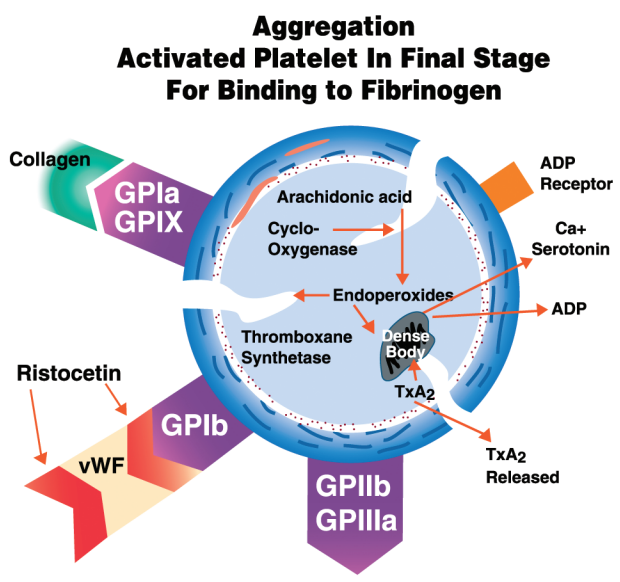 Aggregation
Activated Platelet In Final Stage
For Binding to Fibrinogen
Collagen
GPIa
GPIX
Arachidonic acid
Cyclo-
Oxygenase
ADP
Receptor
Ca+
Serotonin
Endoperoxides
ADP
Thromboxane
Synthetase
Dense
Body
TxA2
Ristocetin
GPIb
vWF
TxA2
Released
GPIIb
GPIIIa